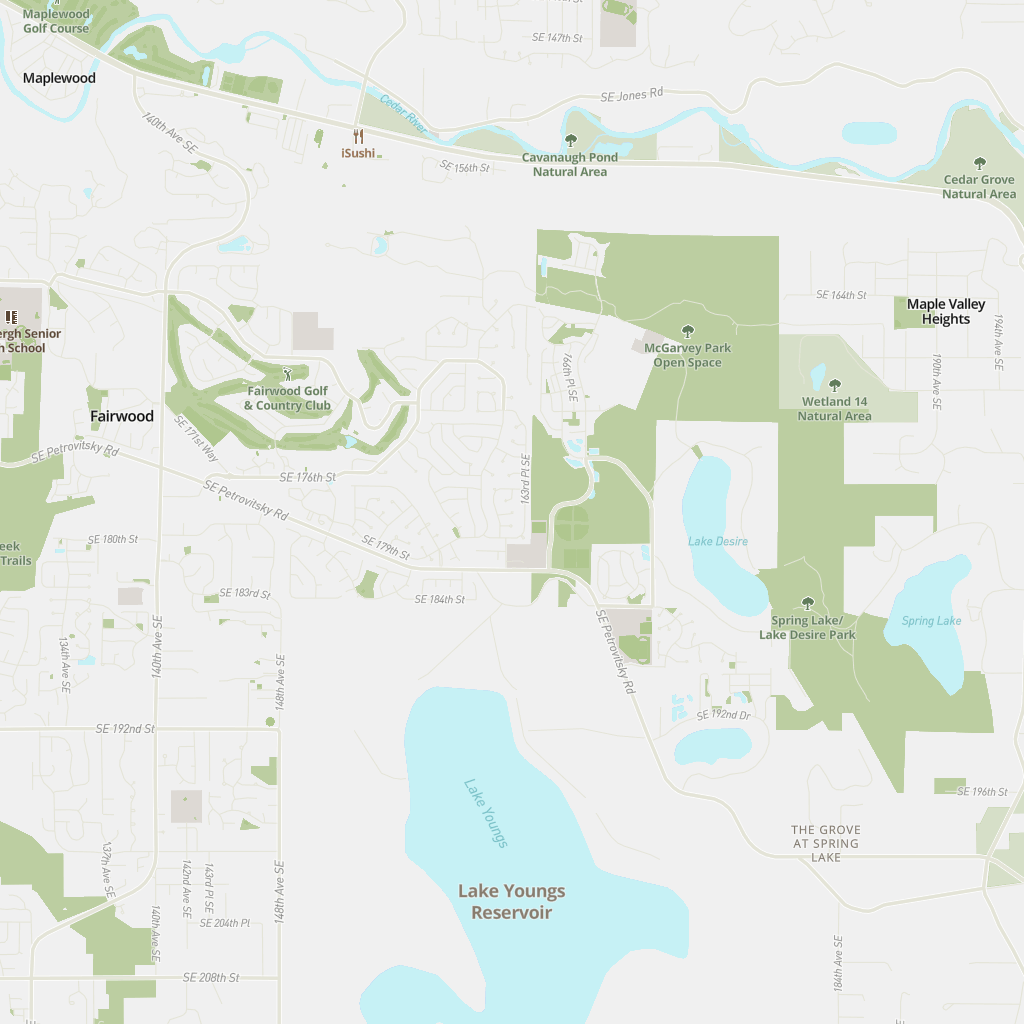 Maplewood
Golf Course
SE 147th St
Maplewood
SE Jones Rd
Cedar River
140th Ave SE
iSushi
SE 156th St
Cavanaugh Pond
Natural Area
Cedar Grove
Natural Area
SE 164th St
Maple Valley
Heights
194th Ave SE
ergh Senior
h School
McGarvey Park
Open Space
166th Pl SE
190th Ave SE
Fairwood Golf
& Country Club
Wetland 14
Natural Area
Fairwood
SE 171st Way
SE Petrovitsky Rd
SE 176th St
163rd Pl SE
SE Petrovitsky Rd
SE 180th St
SE 179th St
Lake Desire
eek
Trails
SE 183rd St
SE 184th St
Spring Lake/
Lake Desire Park
Spring Lake
134th Ave SE
140th Ave SE
148th Ave SE
SE Petrovitsky Rd
SE 192nd St
SE 192nd Dr
SE 196th St
Lake Youngs
THE GROVE
AT SPRING
LAKE
137th Ave SE
142nd Ave SE
143rd Pl SE
148th Ave SE
Lake Youngs
Reservoir
SE 204th Pl
140th Ave SE
184th Ave SE
SE 208th St